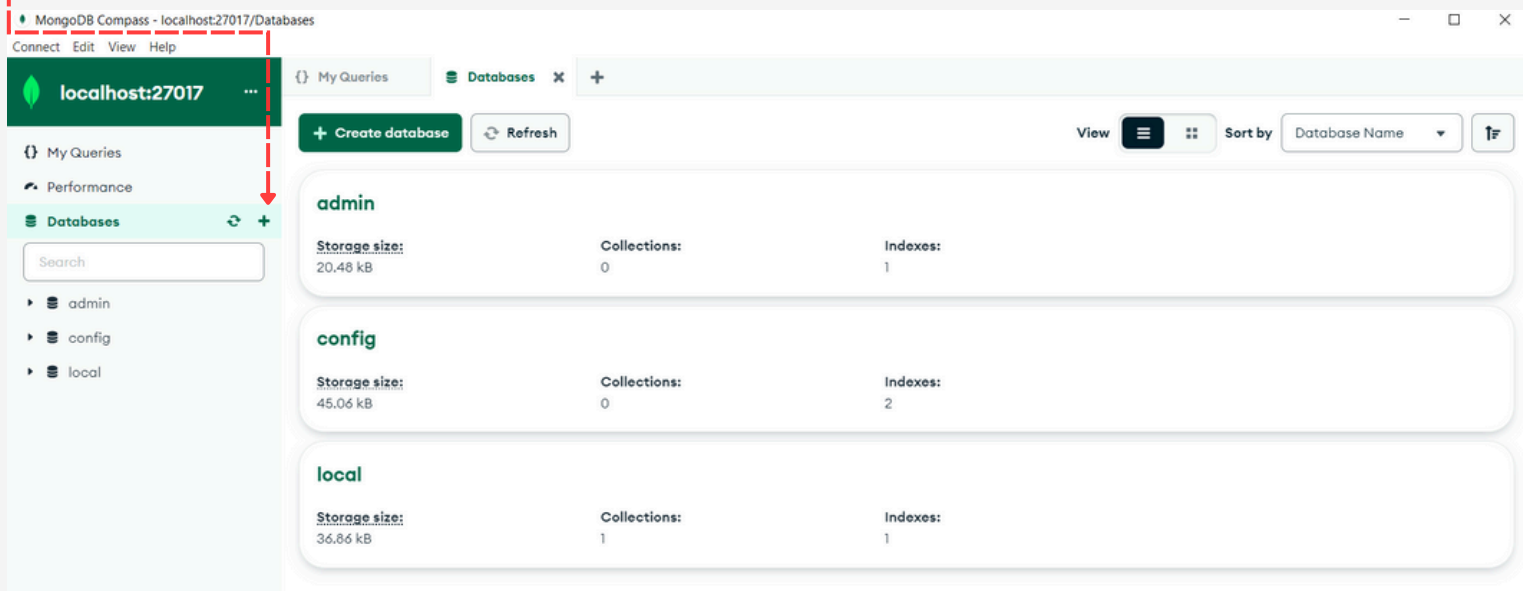 MongoDB Compass - localhost:27017/Databases
Connect Edit View Help
localhost:27017 ...
{} My Queries
Performance
Databases
Search
admin
config
local
{} My Queries
Databases
Create database
Refresh
View
Sort by
Database Name
admin
Storage size: Collections: Indexes:
20.48 kB 0 1
config
Storage size: Collections: Indexes:
45.06 kB 0 2
local
Storage size: Collections: Indexes:
36.86 kB 1 1